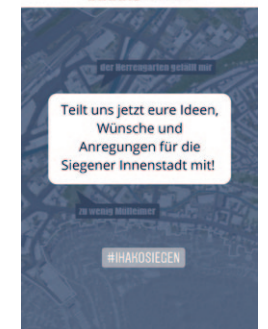 der Herrengarten gefällt mir
Teilt uns jetzt eure Ideen,
Wünsche und
Anregungen für die
Siegener Innenstadt mit!
zu wenig Mülleimer
#IHAKOSIEGEN